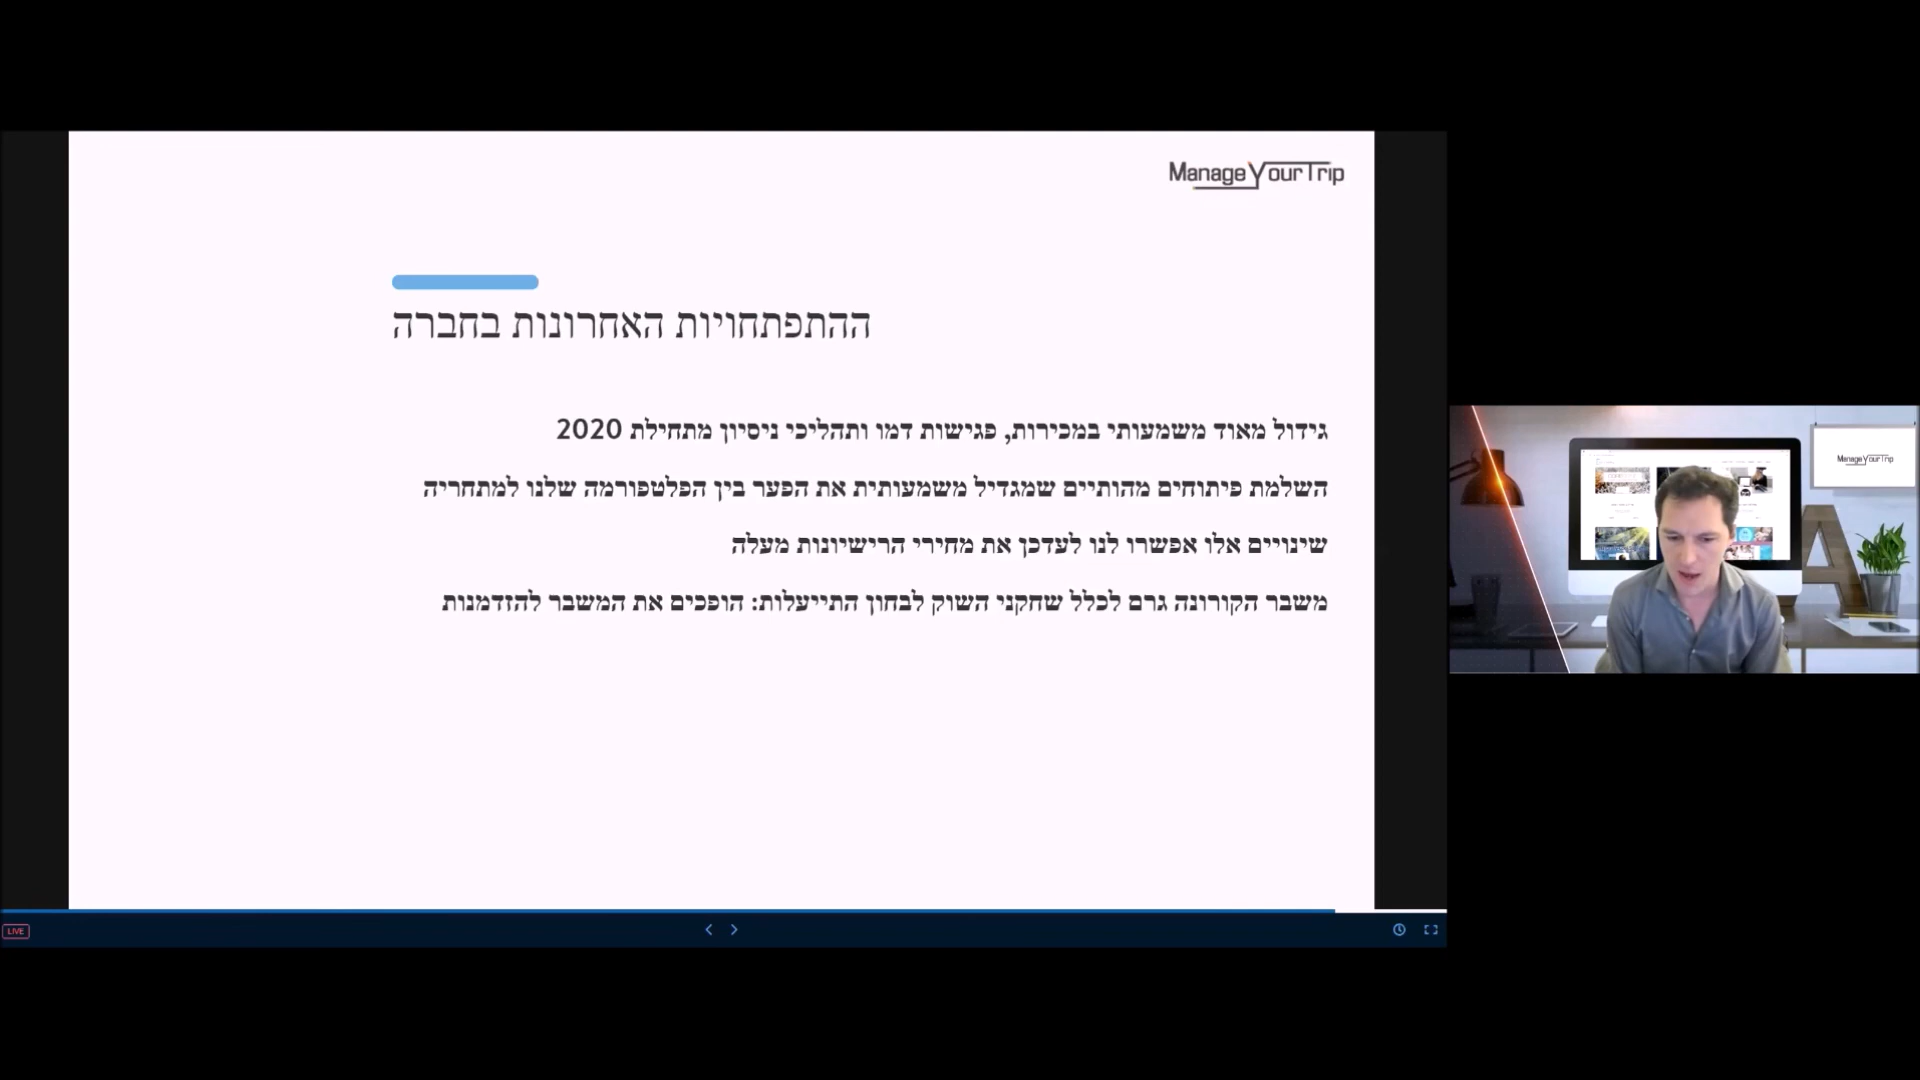 ManageYourTrip
ההתפתחויות האחרונות בחברה
גידול מאוד משמעותי במכירות, פגישות דמו ותהליכי ניסיון מתחילת 2020
השלמת פיתוחים מהותיים שמגדיל משמעותית את הפער בין הפלטפורמה שלנו למתחריה
שינויים אלו אפשרו לנו לעדכן את מחירי הרישיונות מעלה
משבר הקורונה גרם לכלל שחקני השוק לבחון התייעלות: הופכים את המשבר להזדמנות
ManageYourTrip
LIVE